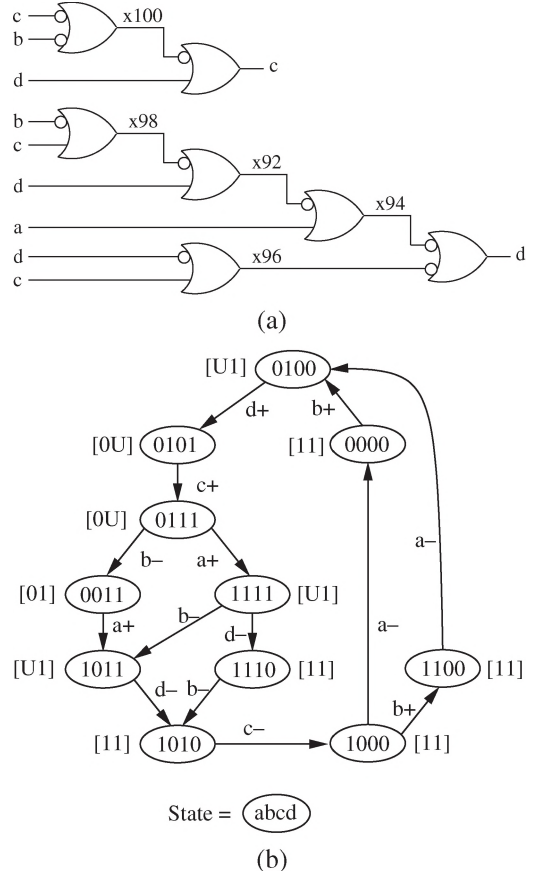 c
x100
b
c
d
b
x98
c
x92
d
x94
a
d
x96
d
c
(a)
[U1] 0100
d+ b+
[0U] 0101 [11] 0000
c+
[0U] 0111
a–
b– a+
[01] 0011 1111 [U1]
b–
a+ d–
a–
[U1] 1011 1110 [11] 1100 [11]
d– b– b+
c–
[11] 1010 1000 [11]
State = abcd
(b)